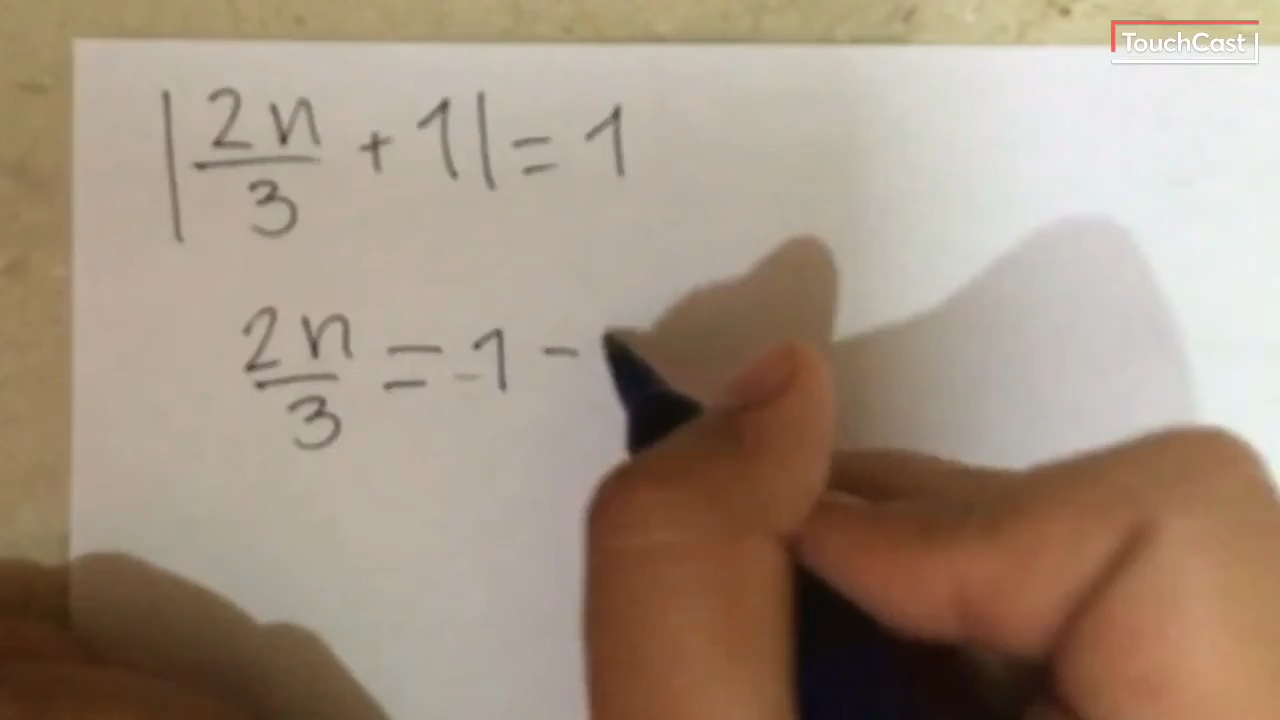 TouchCast
|2n/3 + 1| = 1
2n/3 = -1 -